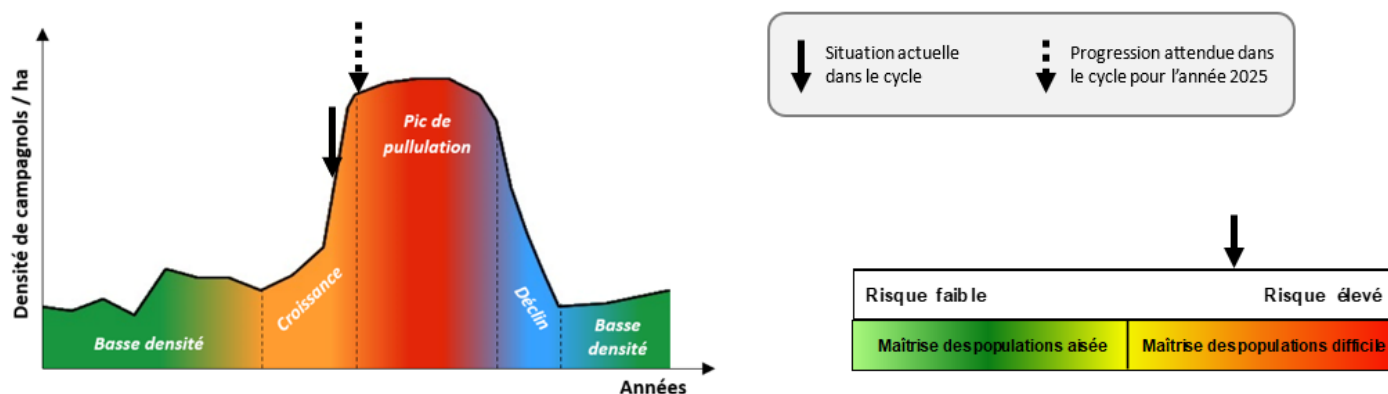 Densité de campagnols / ha
Basse densité
Croissance
Pic de
pullulation
Déclin
Basse
densité
Années
Situation actuelle
dans le cycle
Progression attendue dans
le cycle pour l'année 2025
Risque faible
Risque élevé
Maîtrise des populations aisée
Maîtrise des populations difficile